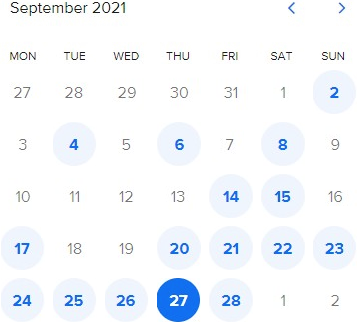 September 2021
MON TUE WED THU FRI SAT SUN
27 28 29 30 31 1 2
3 4 5 6 7 8 9
10 11 12 13 14 15 16
17 18 19 20 21 22 23
24 25 26 27 28 1 2